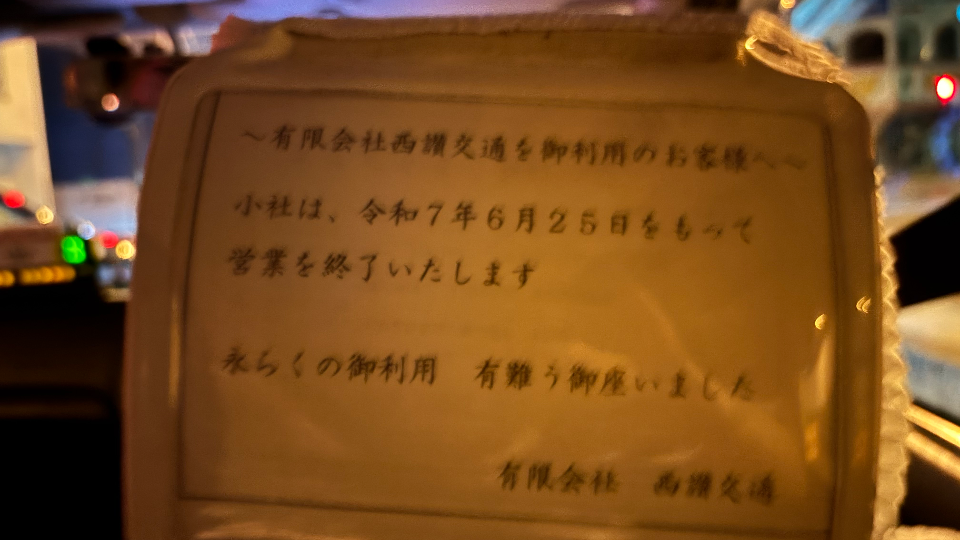 ～有限会社西讃交通を御利用のお客様へ～
小社は、令和７年６月２５日をもって
営業を終了いたします
永らくの御利用　有難う御座いました
有限会社　西讃交通